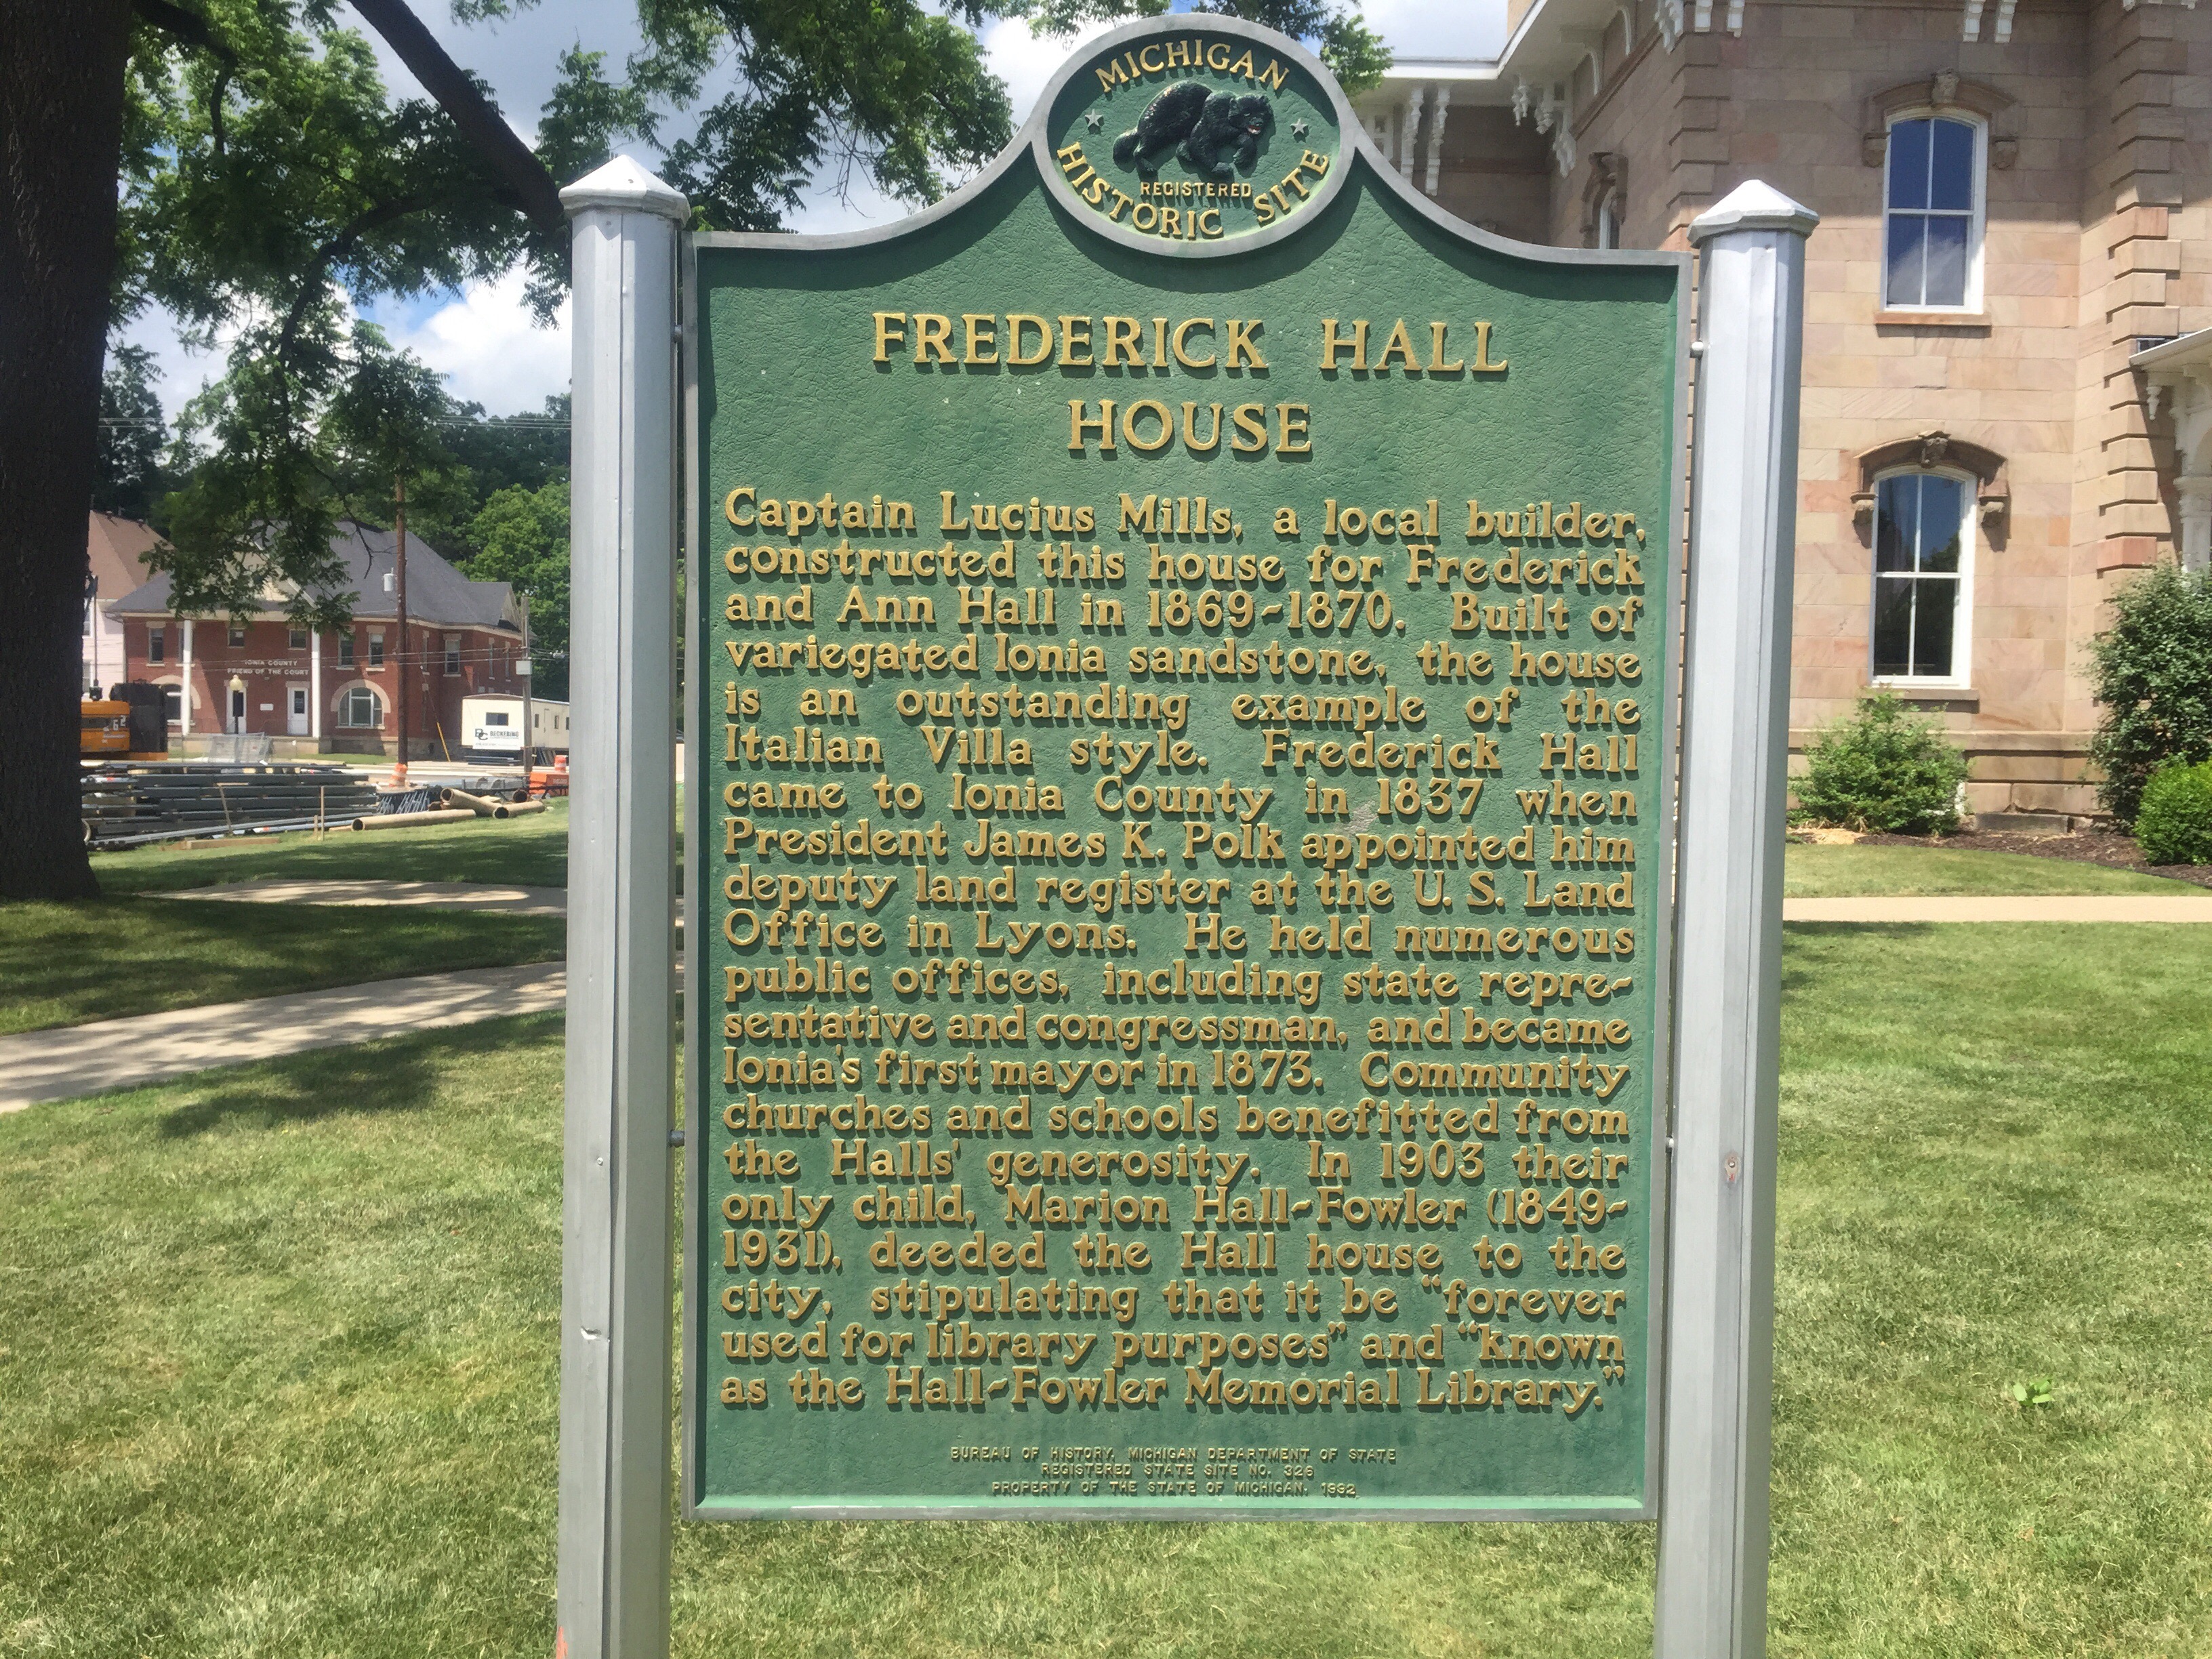 MICHIGAN
REGISTERED
HISTORIC SITE
FREDERICK HALL
HOUSE
Captain Lucius Mills, a local builder,
constructed this house for Frederick
and Ann Hall in 1869-1870. Built of
variegated Ionia sandstone, the house
is an outstanding example of the
Italian Villa style. Frederick Hall
came to Ionia County in 1837 when
President James K. Polk appointed him
deputy land register at the U. S. Land
Office in Lyons. He held numerous
public offices, including state repre-
sentative and congressman, and became
Ionia's first mayor in 1873. Community
churches and schools benefitted from
the Halls' generosity. In 1903 their
only child, Marion Hall-Fowler (1849-
1931), deeded the Hall house to the
city, stipulating that it be “forever
used for library purposes” and “known
as the Hall-Fowler Memorial Library.”
BUREAU OF HISTORY, MICHIGAN DEPARTMENT OF STATE
REGISTERED STATE SITE NO. 326
PROPERTY OF THE STATE OF MICHIGAN, 1992
IONIA COUNTY
FRIEND OF THE COURT
BECKERING